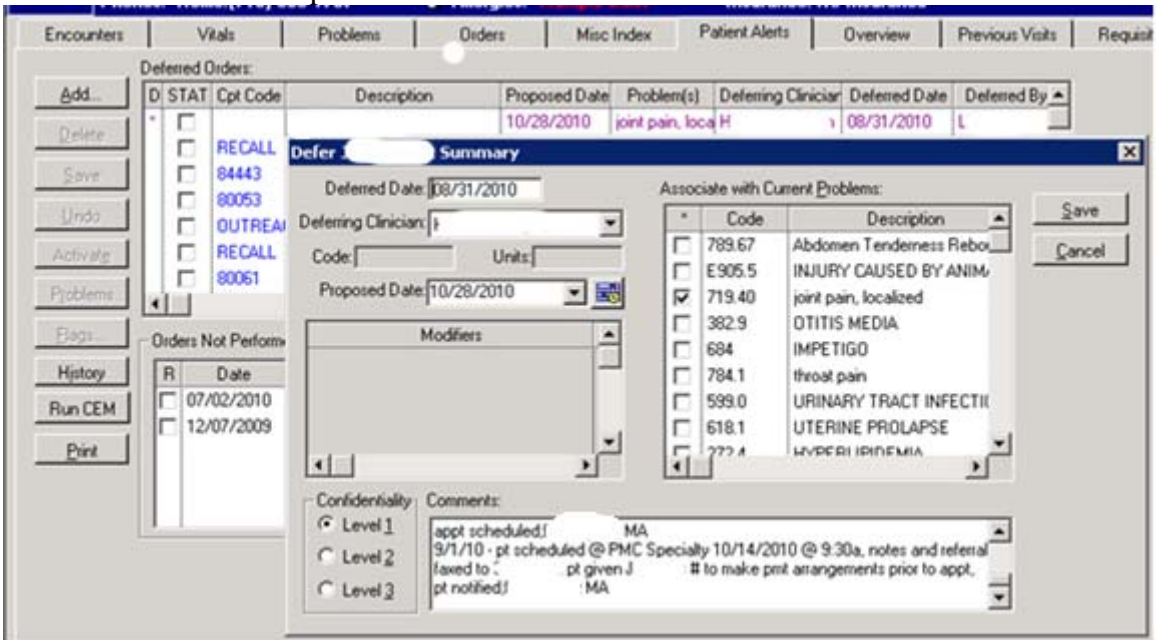 Encounters Vitals Problems Orders Misc Index Patient Alerts Overview Previous Visits Requisit
Deferred Orders:
Add...
Delete
Save
Undo
Activate
Problems
Flags...
History
Run CEM
Print
D STAT Cpt Code Description Proposed Date Problem(s) Deferring Clinician Deferred Date Deferred By
* 10/28/2010 joint pain, loca H 08/31/2010 L
RECALL
84443
80053
OUTREA
RECALL
80061
Orders Not Perform
R Date
07/02/2010
12/07/2009
Defer Summary
Deferred Date: 08/31/2010
Deferring Clinician:
Code: Units:
Proposed Date: 10/28/2010
Modifiers
Associate with Current Problems:
* Code Description
789.67 Abdomen Tenderness Rebou
E905.5 INJURY CAUSED BY ANIMA
719.40 joint pain, localized
382.9 OTITIS MEDIA
684 IMPETIGO
784.1 throat pain
599.0 URINARY TRACT INFECTIO
618.1 UTERINE PROLAPSE
272.4 HYPERLIPIDEMIA
Save
Cancel
Confidentiality
Level 1
Level 2
Level 3
Comments:
appt scheduled. MA
9/1/10 - pt scheduled @ PMC Specialty 10/14/2010 @ 9:30a, notes and referral
faxed to pt given J # to make pmt arrangements prior to appt,
pt notified. MA